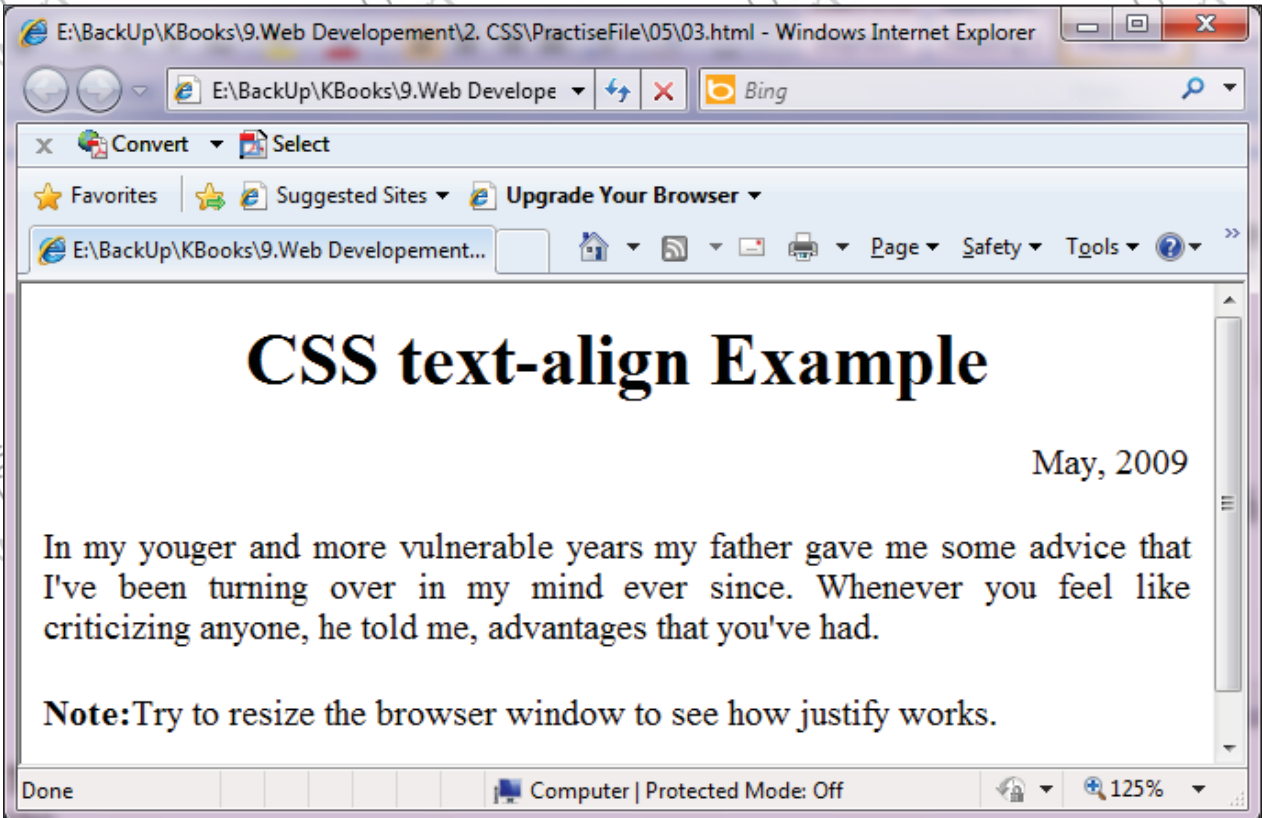 E:\BackUp\KBooks\9.Web Developement\2. CSS\PractiseFile\05\03.html - Windows Internet Explorer
E:\BackUp\KBooks\9.Web Develope
Bing
x Convert Select
Favorites Suggested Sites Upgrade Your Browser
E:\BackUp\KBooks\9.Web Developement... Page Safety Tools
CSS text-align Example
May, 2009
In my youger and more vulnerable years my father gave me some advice that
I've been turning over in my mind ever since. Whenever you feel like
criticizing anyone, he told me, advantages that you've had.
Note:Try to resize the browser window to see how justify works.
Done Computer | Protected Mode: Off 125%